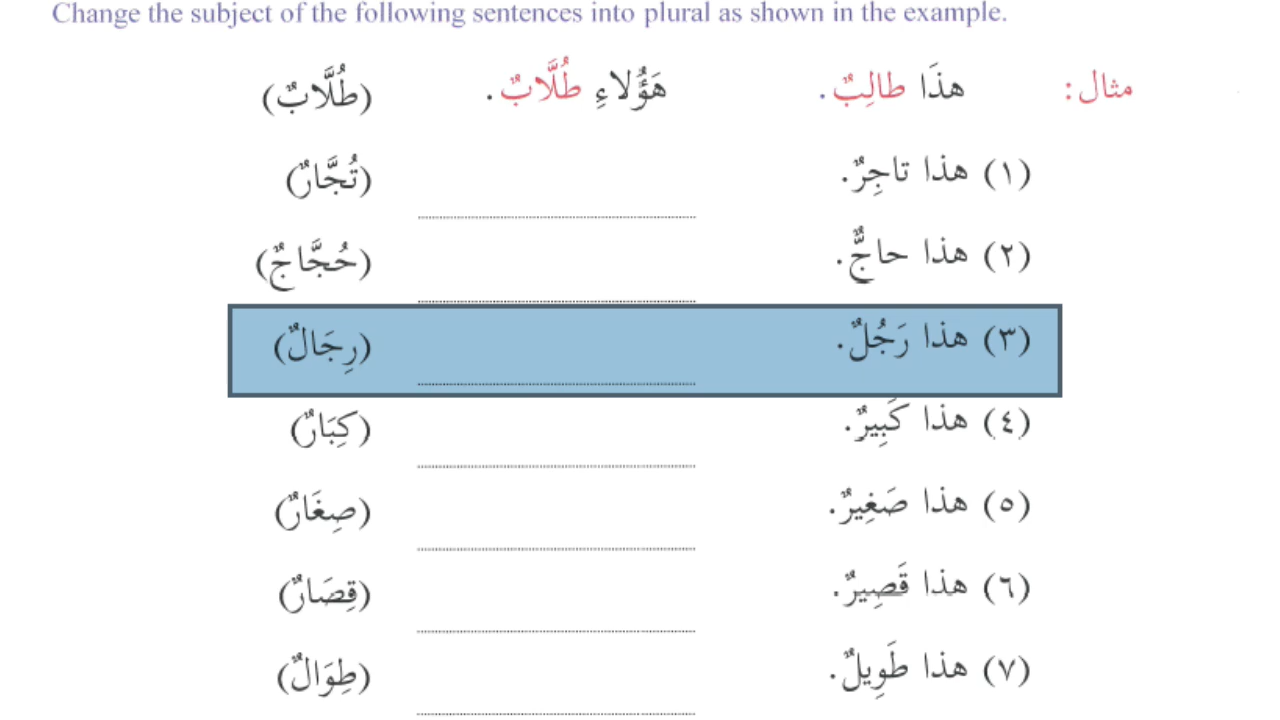 Change the subject of the following sentences into plural as shown in the example.
مثال: هذَا طالِبٌ. هَؤُلاءِ طُلَّابٌ. (طُلَّابٌ)
(١) هذا تاجِرٌ. (تُجَّارٌ)
(٢) هذا حاجٌّ. (حُجَّاجٌ)
(٣) هذا رَجُلٌ. (رِجَالٌ)
(٤) هذا كَبِيرٌ. (كِبَارٌ)
(٥) هذا صَغِيرٌ. (صِغَارٌ)
(٦) هذا قَصِيرٌ. (قِصَارٌ)
(٧) هذا طَوِيلٌ. (طِوَالٌ)